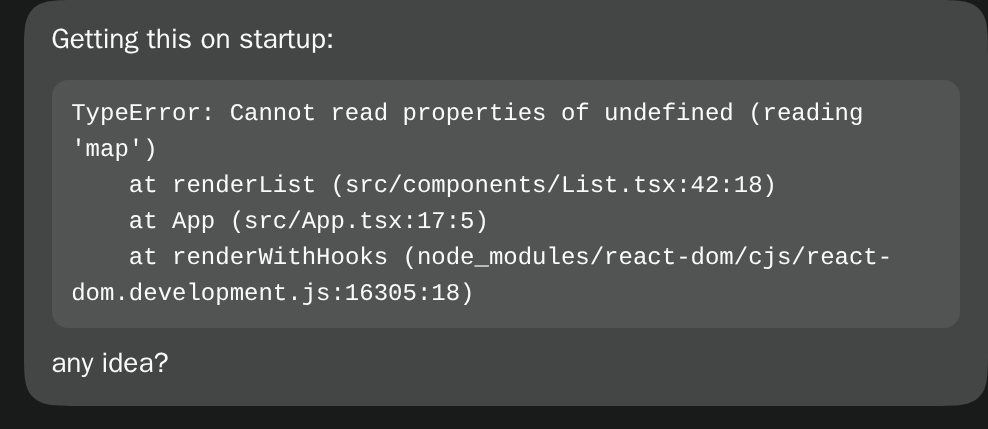 Getting this on startup:
TypeError: Cannot read properties of undefined (reading
'map')
    at renderList (src/components/List.tsx:42:18)
    at App (src/App.tsx:17:5)
    at renderWithHooks (node_modules/react-dom/cjs/react-
dom.development.js:16305:18)
any idea?